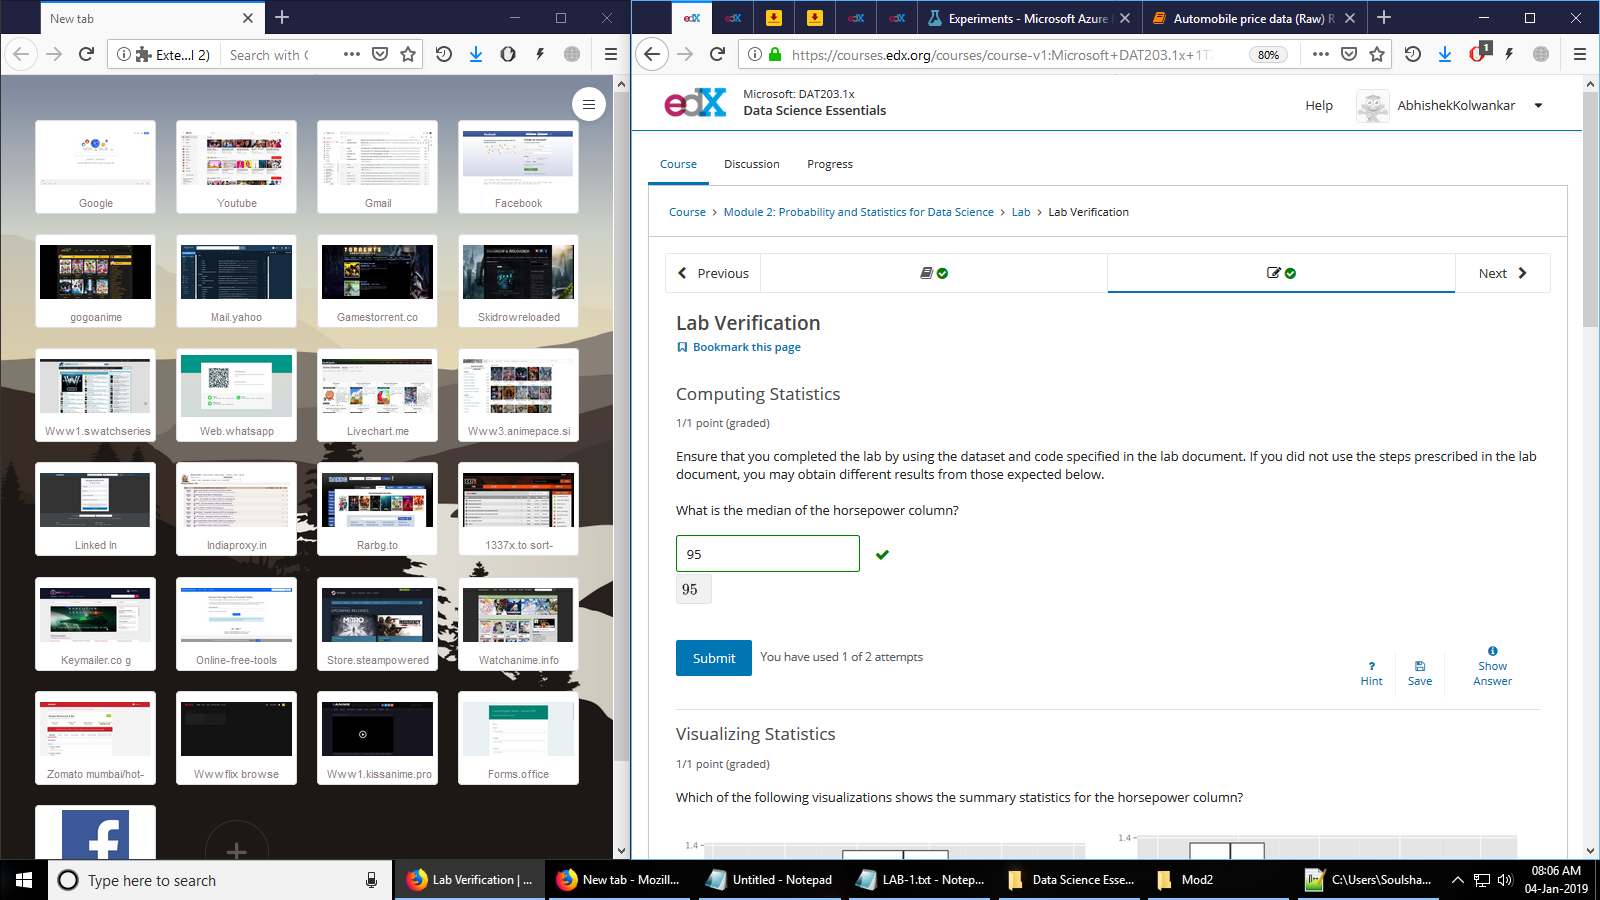 New tab
Exte...l 2)
Search with
Google
Youtube
Gmail
Facebook
gogoanime
Mail.yahoo
Gamestorrent.co
Skidrowreloaded
Www1.swatchseries
Web.whatsapp
Livechart.me
Www3.animepace.si
Linked In
Indiaproxy.in
Rarbg.to
1337x.to sort-
Keymailer.co g
Online-free-tools
Store.steampowered
Watchanime.info
Zomato mumbai/hot-
Wwwflix browse
Www1.kissanime.pro
Forms.office
edX
edX
edX
edX
Experiments - Microsoft Azure
Automobile price data (Raw) R
https://courses.edx.org/courses/course-v1:Microsoft+DAT203.1x+1T
80%
1
edX
Microsoft: DAT203.1x
Data Science Essentials
Help
AbhishekKolwankar
Course
Discussion
Progress
Course > Module 2: Probability and Statistics for Data Science > Lab > Lab Verification
Previous
Next
Lab Verification
Bookmark this page
Computing Statistics
1/1 point (graded)
Ensure that you completed the lab by using the dataset and code specified in the lab document. If you did not use the steps prescribed in the lab
document, you may obtain different results from those expected below.
What is the median of the horsepower column?
95
95
Submit
You have used 1 of 2 attempts
? Hint
Save
Show Answer
Visualizing Statistics
1/1 point (graded)
Which of the following visualizations shows the summary statistics for the horsepower column?
1.4
1.4
Type here to search
Lab Verification | ...
New tab - Mozill...
Untitled - Notepad
LAB-1.txt - Notep...
Data Science Esse...
Mod2
C:\Users\Soulsha...
08:06 AM
04-Jan-2019